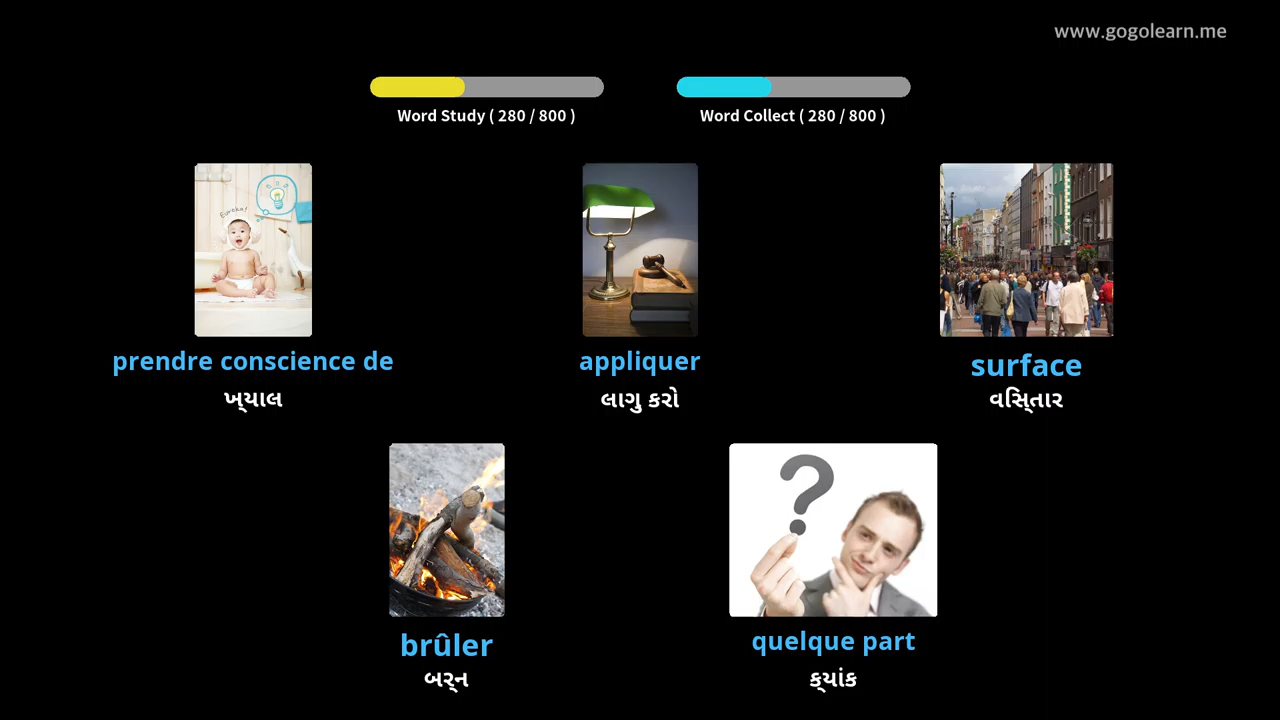 www.gogolearn.me
Word Study ( 280 / 800 )
Word Collect ( 280 / 800 )
Eureka!
prendre conscience de
appliquer
surface
ખ્યાલ
લાગુ કરો
વિસ્તાર
brûler
quelque part
બર્ન
ક્યાંક